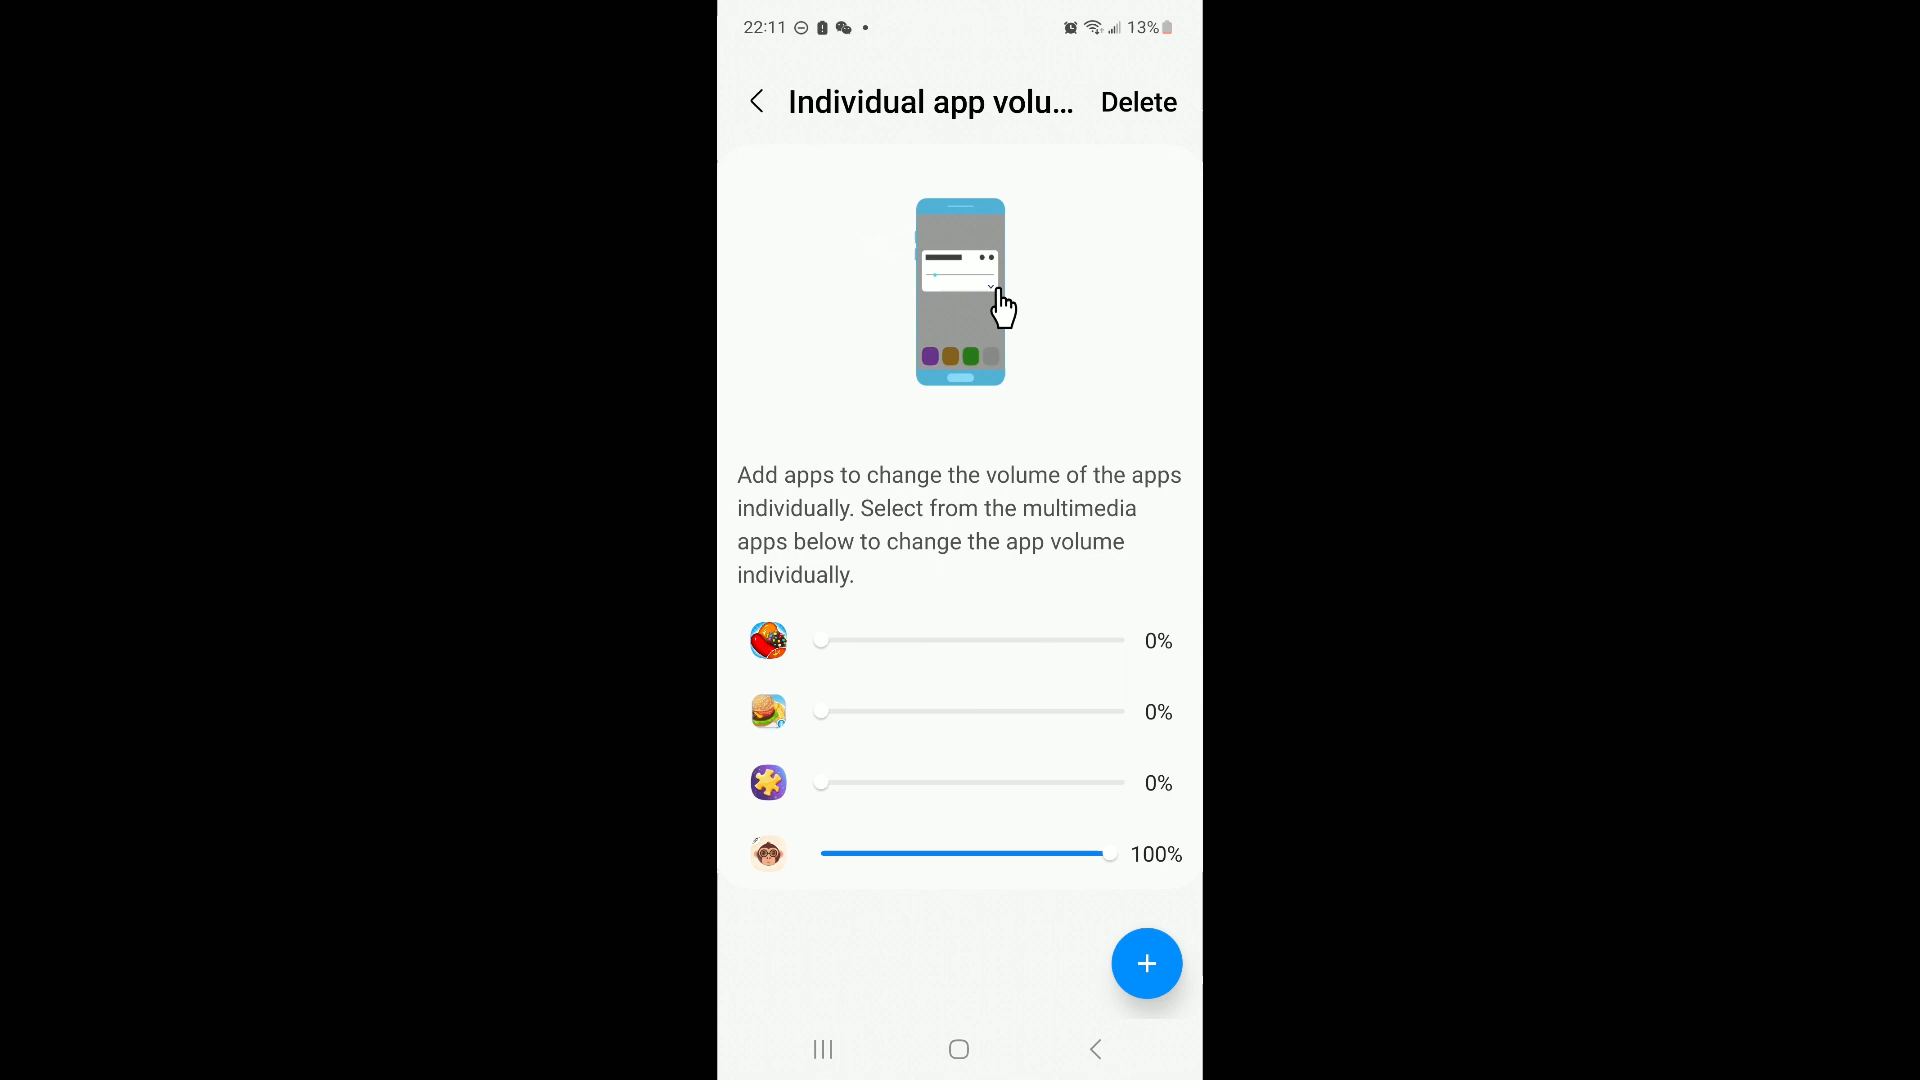 22:11 13%
Individual app volu... Delete
Add apps to change the volume of the apps
individually. Select from the multimedia
apps below to change the app volume
individually.
0%
0%
0%
100%